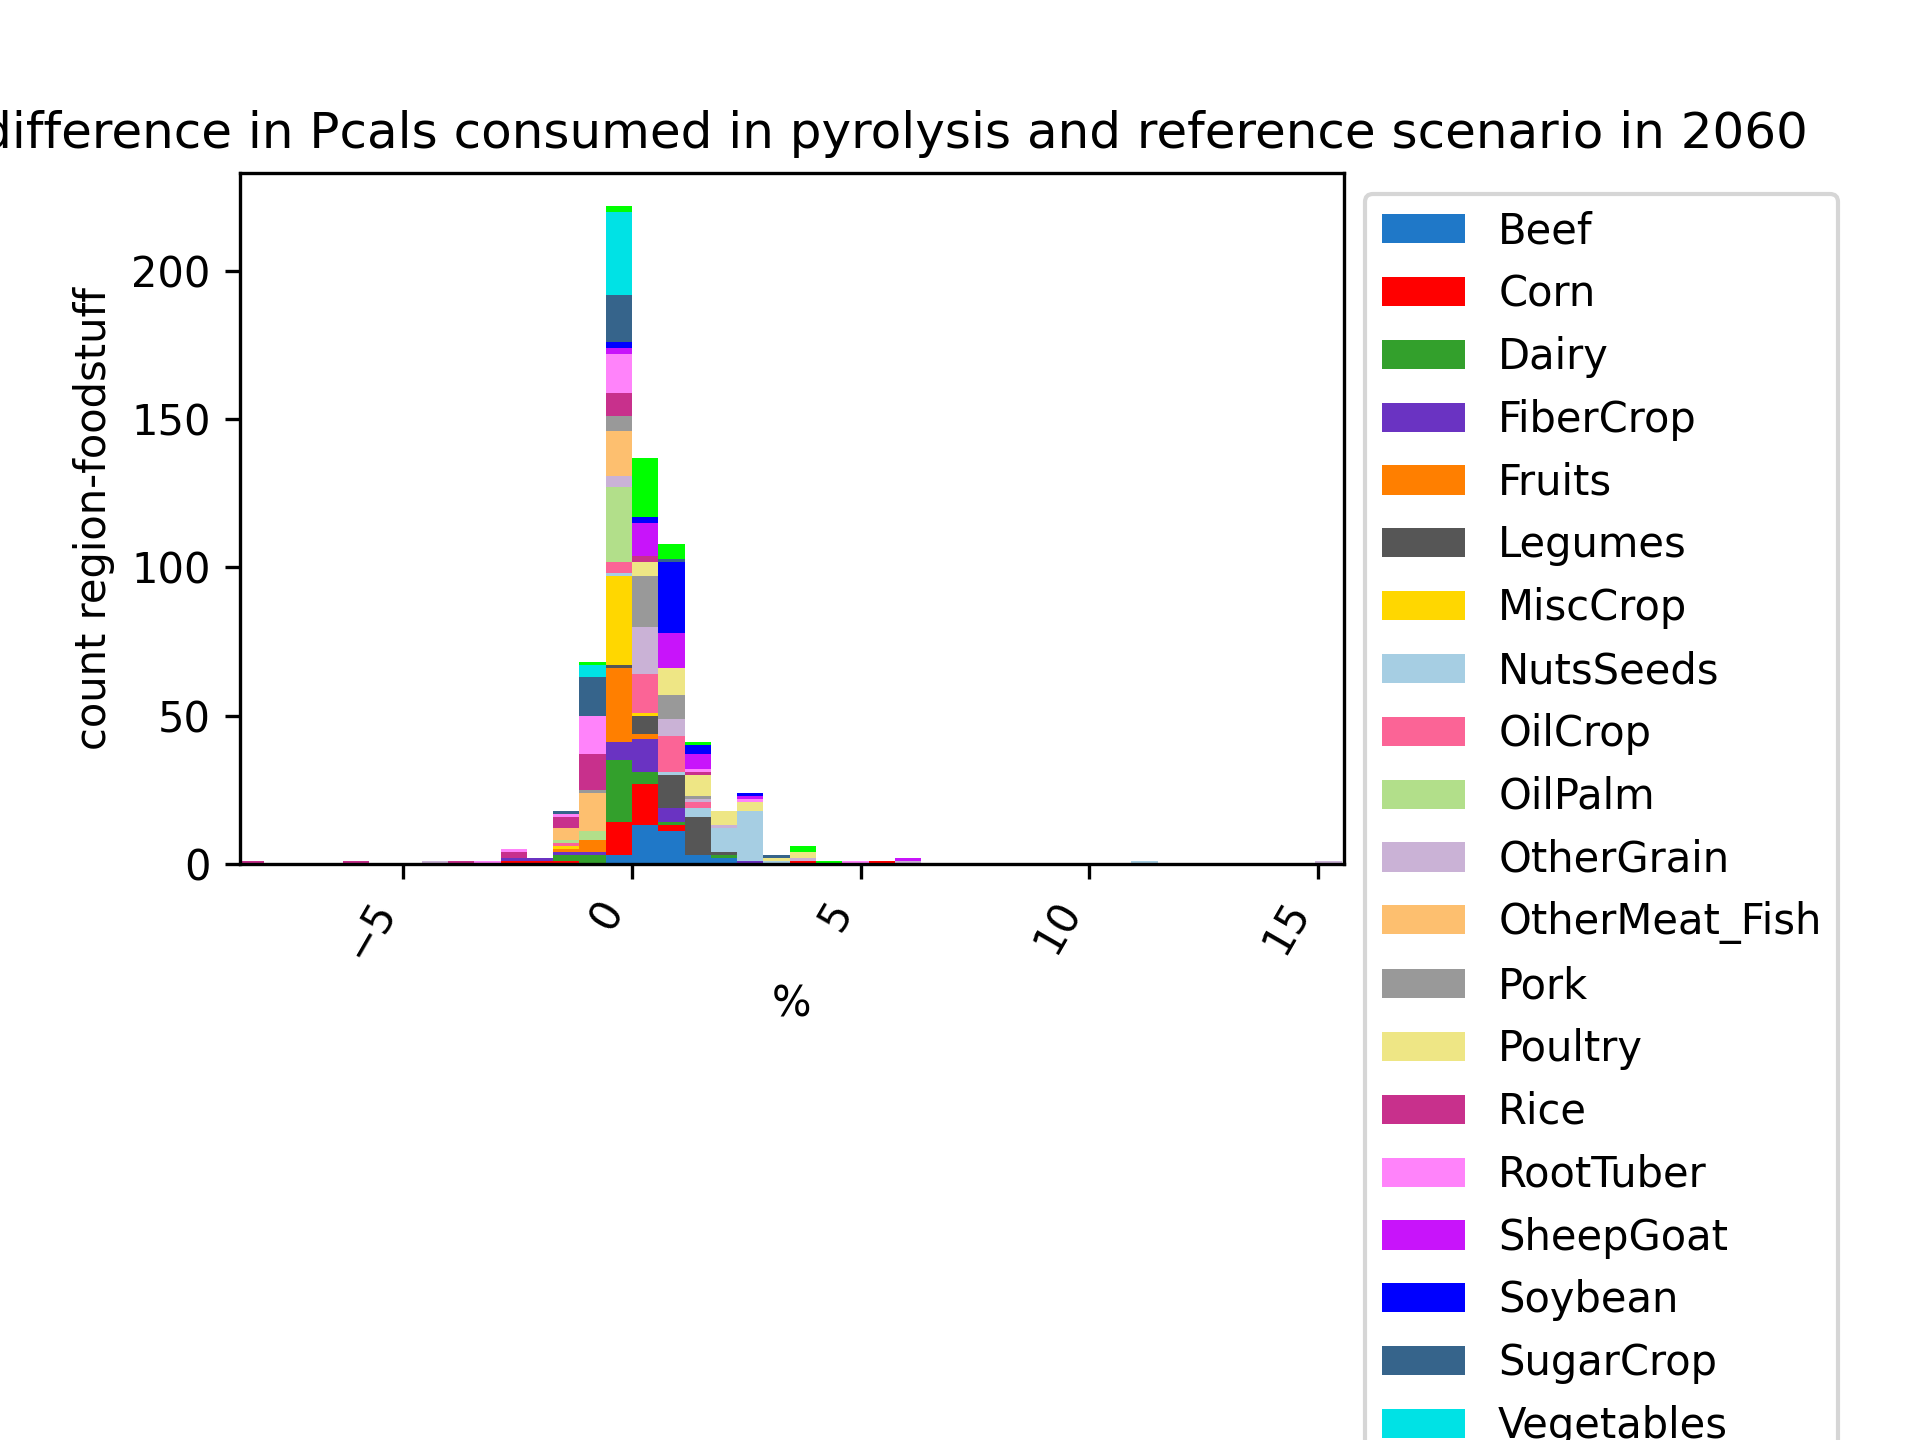 difference in Pcals consumed in pyrolysis and reference scenario in 2060
count region-foodstuff
200
150
100
50
0
−5
0
5
10
15
%
Beef
Corn
Dairy
FiberCrop
Fruits
Legumes
MiscCrop
NutsSeeds
OilCrop
OilPalm
OtherGrain
OtherMeat_Fish
Pork
Poultry
Rice
RootTuber
SheepGoat
Soybean
SugarCrop
Vegetables